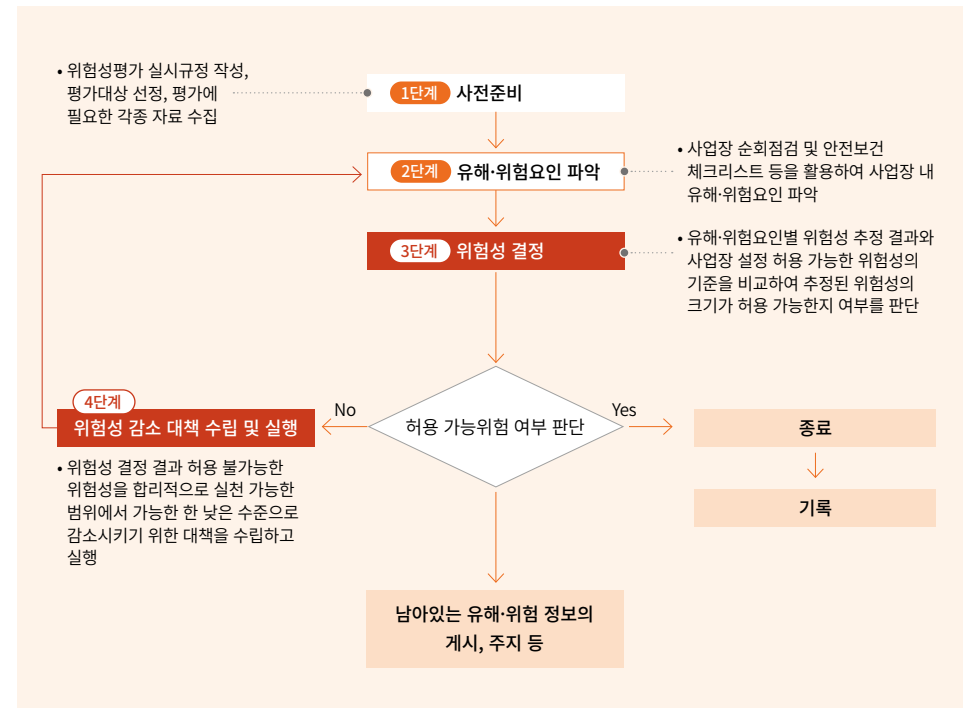 • 위험성평가 실시규정 작성,
평가대상 선정, 평가에
필요한 각종 자료 수집
1단계 사전준비
2단계 유해·위험요인 파악
• 사업장 순회점검 및 안전보건
체크리스트 등을 활용하여 사업장 내
유해·위험요인 파악
3단계 위험성 결정
• 유해·위험요인별 위험성 추정 결과와
사업장 설정 허용 가능한 위험성의
기준을 비교하여 추정된 위험성의
크기가 허용 가능한지 여부를 판단
4단계
위험성 감소 대책 수립 및 실행
No
허용 가능위험 여부 판단
Yes
종료
기록
• 위험성 결정 결과 허용 불가능한
위험성을 합리적으로 실천 가능한
범위에서 가능한 한 낮은 수준으로
감소시키기 위한 대책을 수립하고
실행
남아있는 유해·위험 정보의
게시, 주지 등